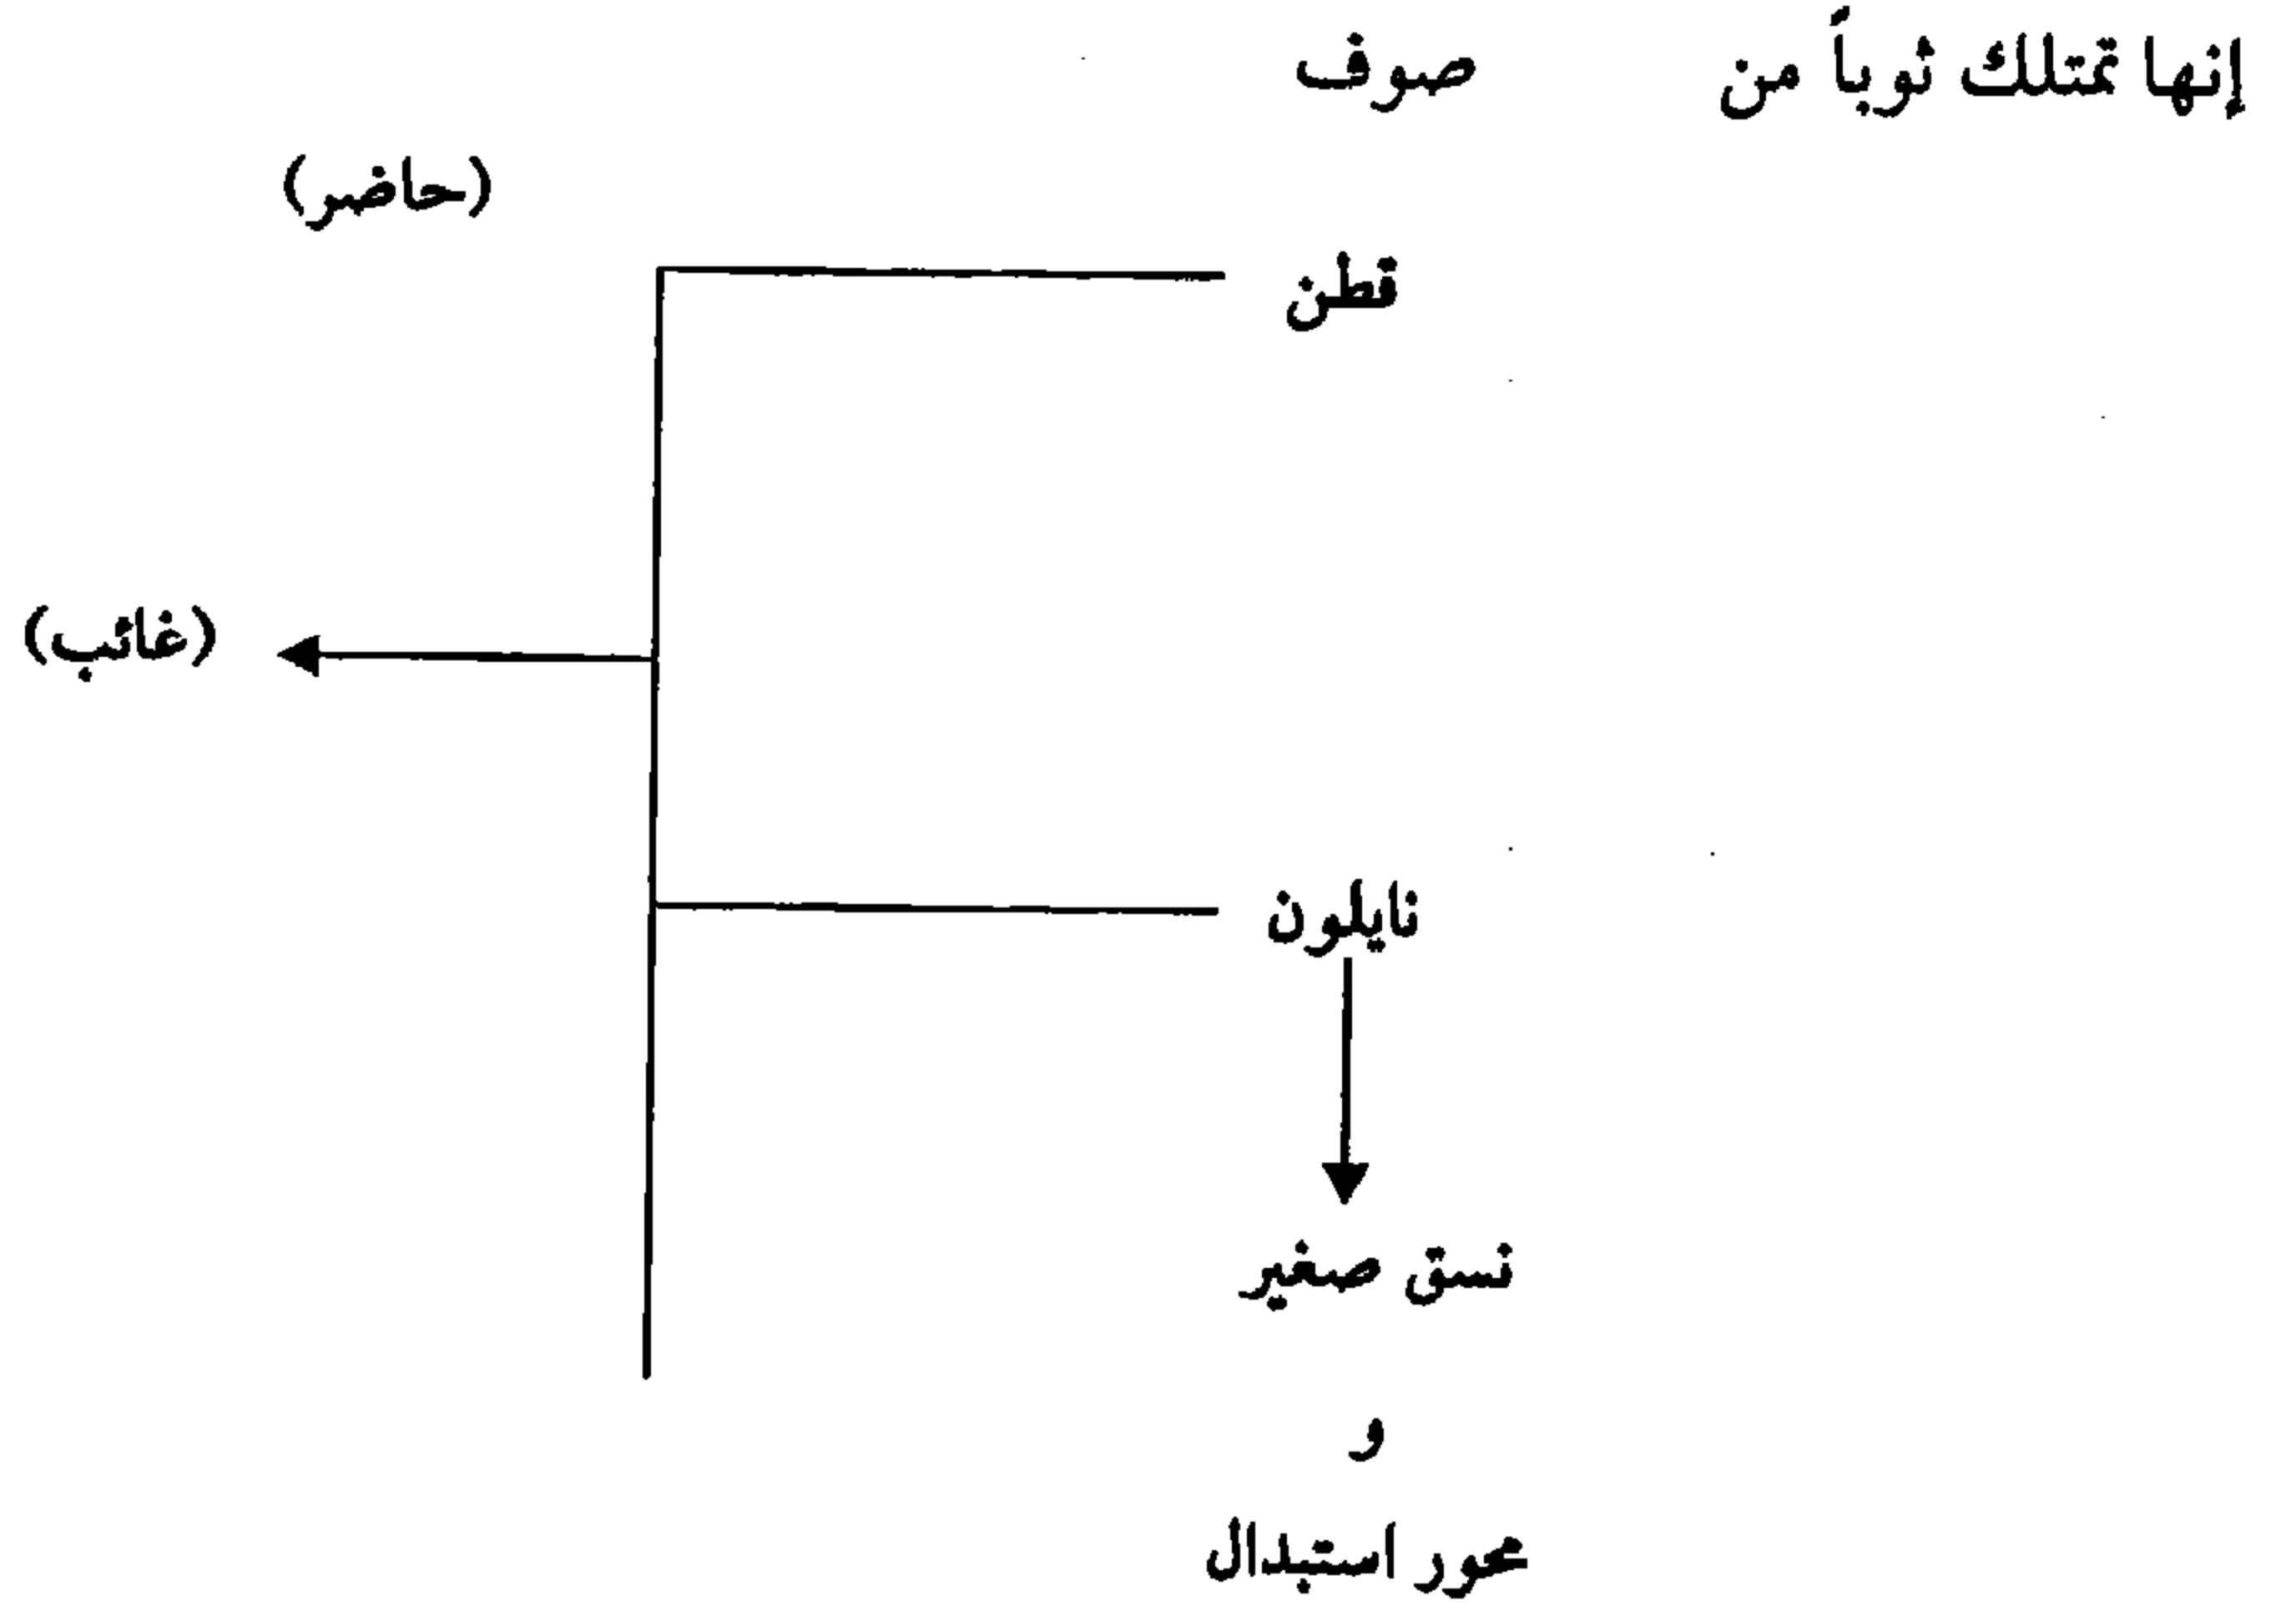 إنها تمتلك ثوباً من صوف
(حاضر)
قطن
(غائب)
نايلون
نسق صغير
و
محور استبدال